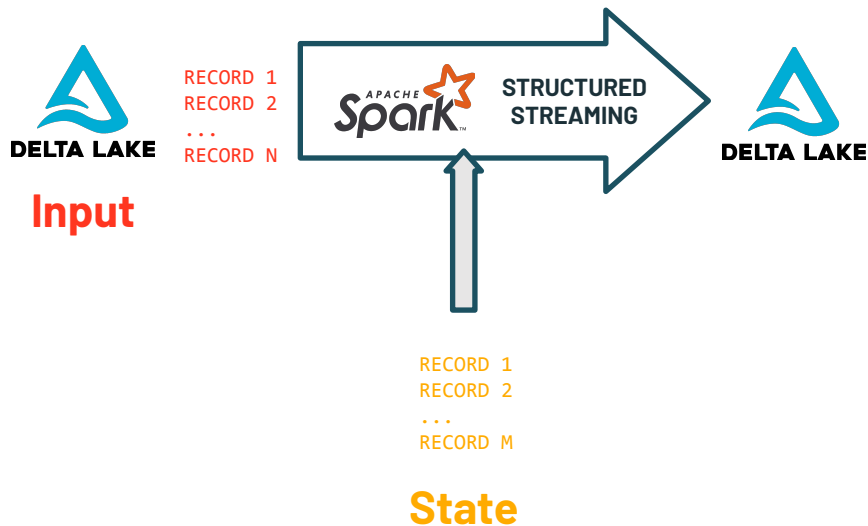 DELTA LAKE
Input
RECORD 1
RECORD 2
...
RECORD N
APACHE
Spark™
STRUCTURED
STREAMING
DELTA LAKE
RECORD 1
RECORD 2
...
RECORD M
State